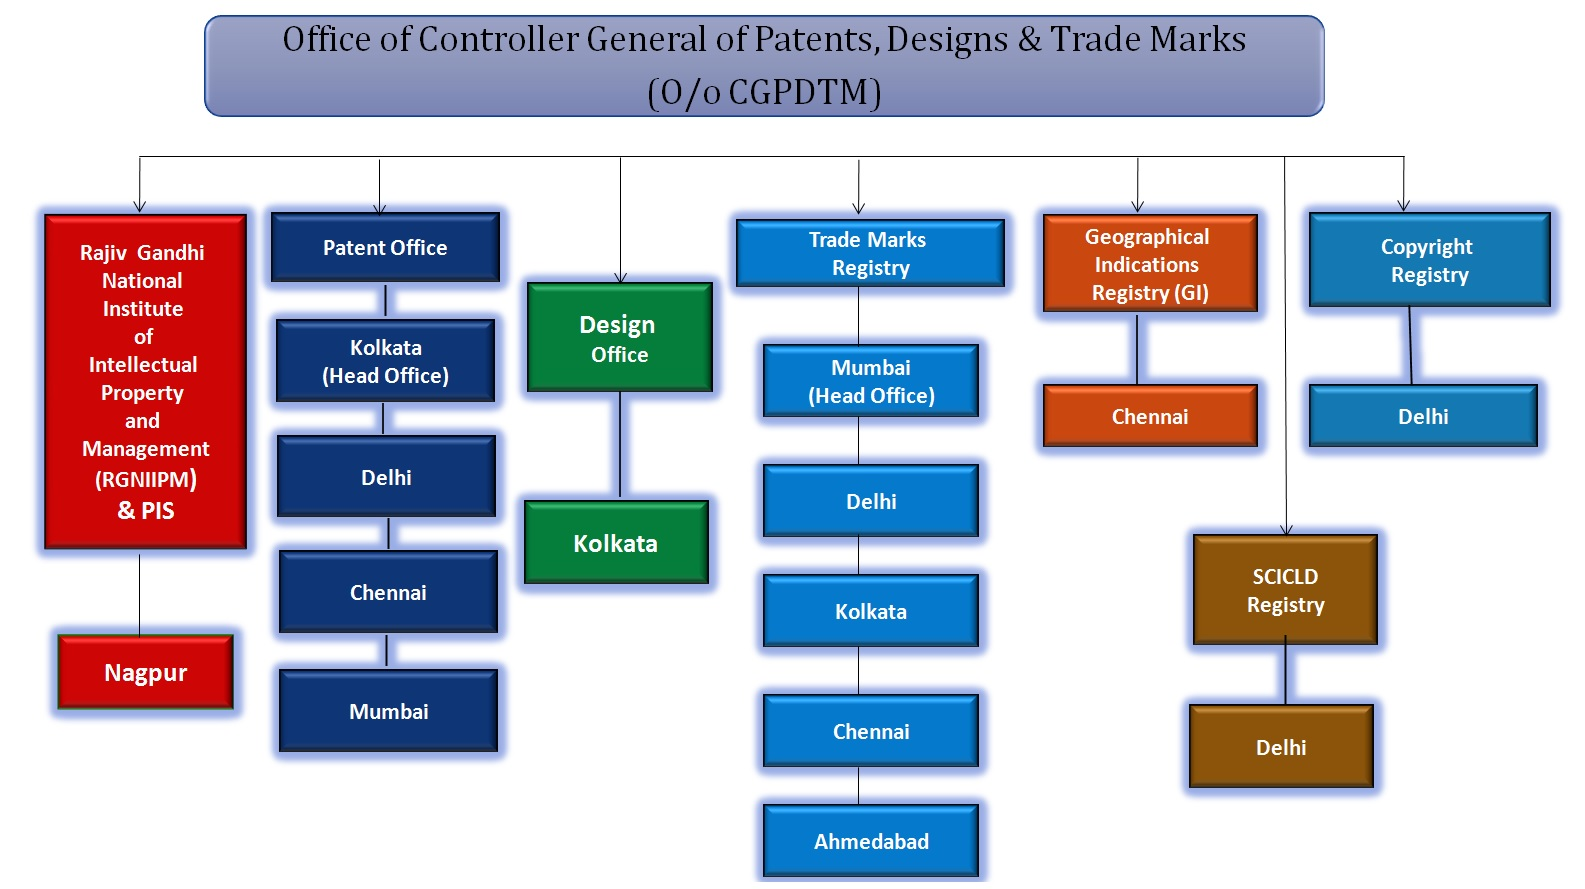 Office of Controller General of Patents, Designs & Trade Marks
(O/o CGPDTM)
Rajiv Gandhi
National
Institute
of
Intellectual
Property
and
Management
(RGNIIPM)
& PIS
Nagpur
Patent Office
Kolkata
(Head Office)
Delhi
Chennai
Mumbai
Design
Office
Kolkata
Trade Marks
Registry
Mumbai
(Head Office)
Delhi
Kolkata
Chennai
Ahmedabad
Geographical
Indications
Registry (GI)
Chennai
SCICLD
Registry
Delhi
Copyright
Registry
Delhi